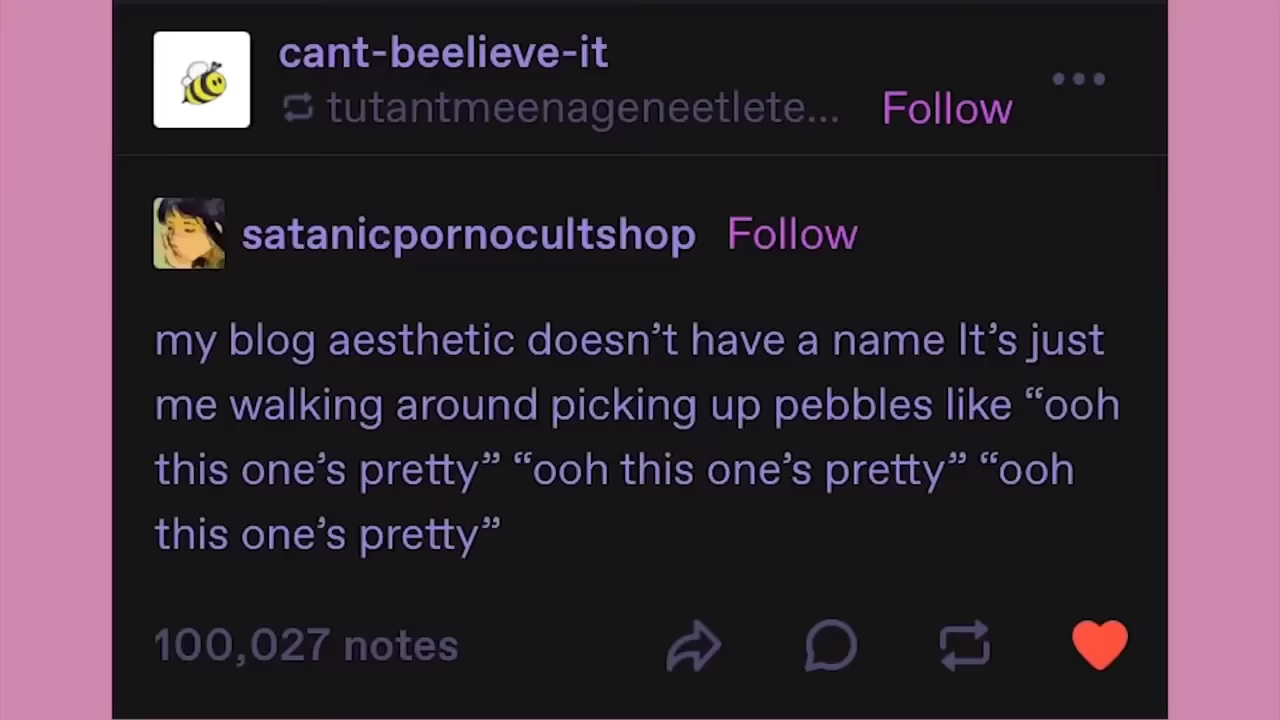 cant-beelieve-it
tutantmeenageneetlete... Follow
satanicpornocultshop Follow
my blog aesthetic doesn’t have a name It’s just
me walking around picking up pebbles like “ooh
this one’s pretty” “ooh this one’s pretty” “ooh
this one’s pretty”
100,027 notes